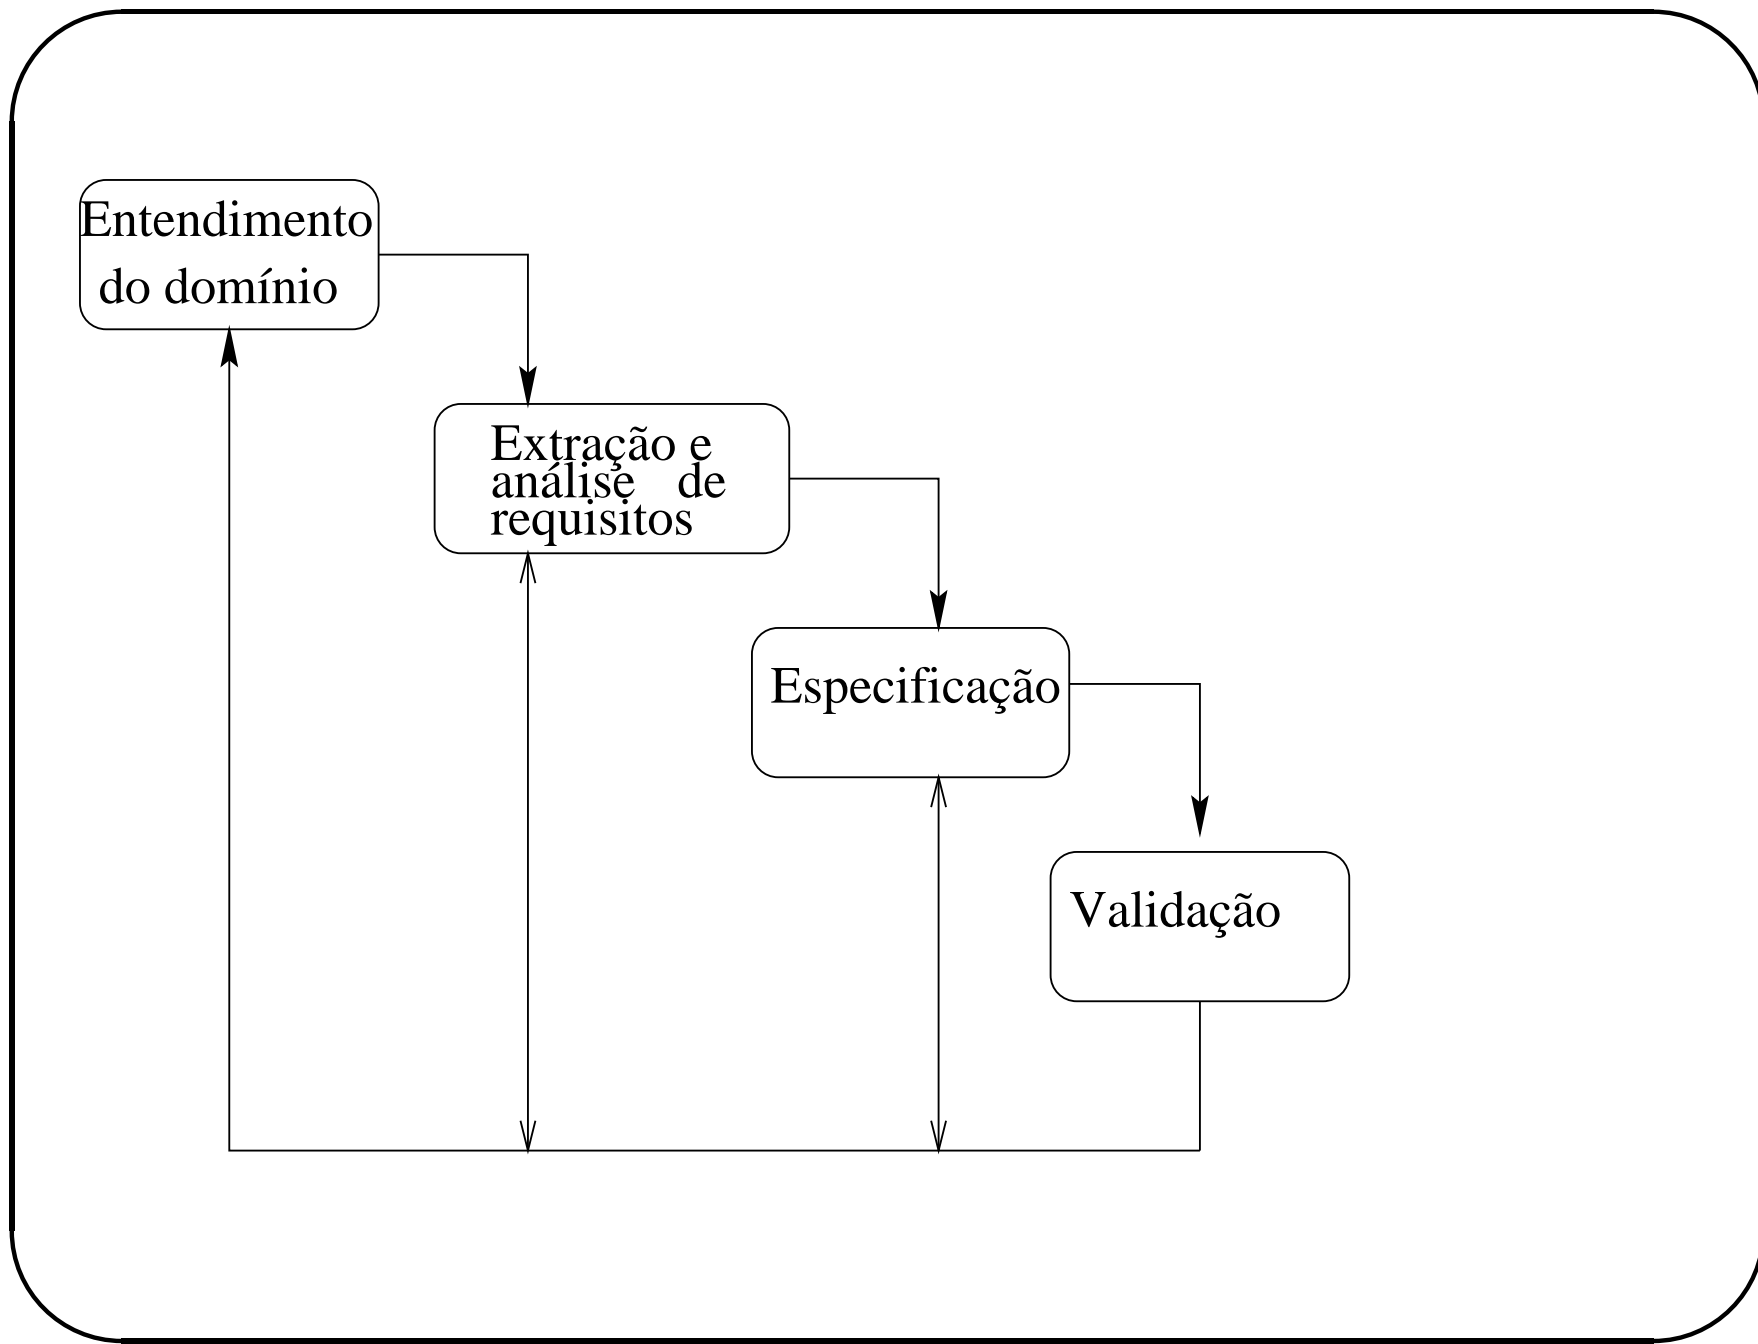 Entendimento
do domínio
Extração e
análise de
requisitos
Especificação
Validação